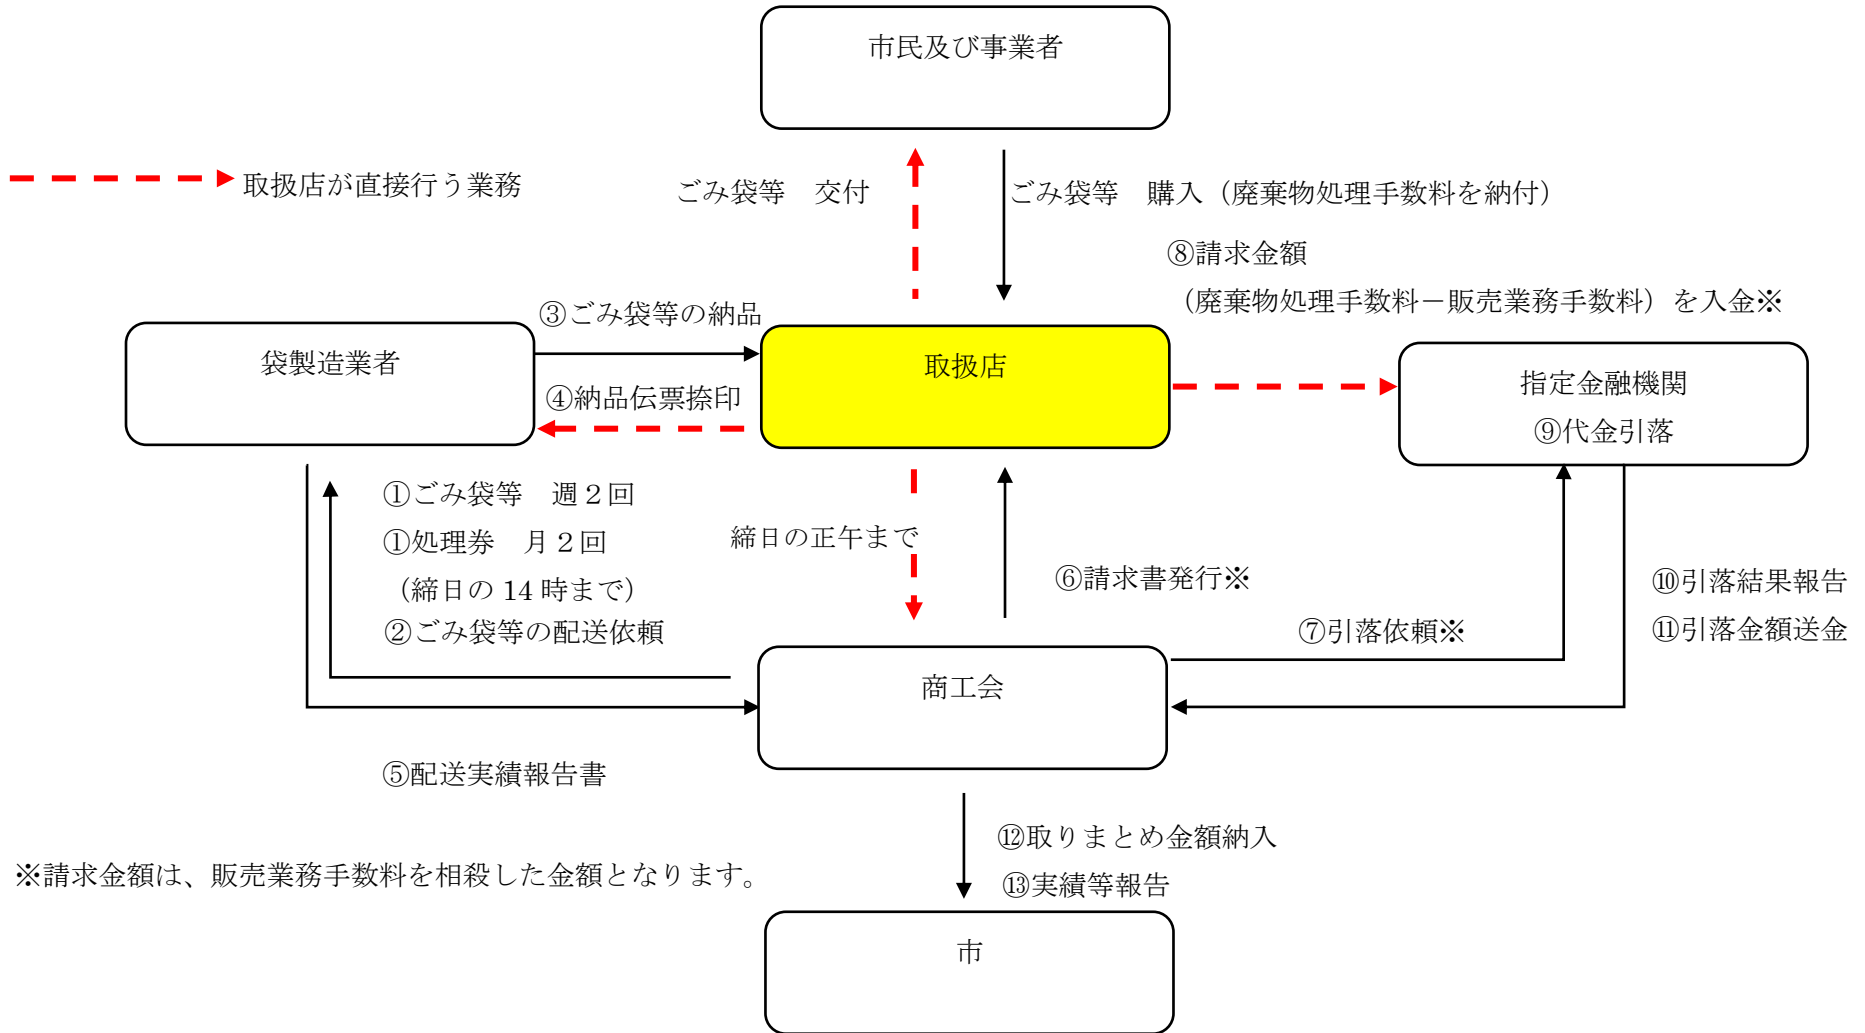 市民及び事業者
取扱店が直接行う業務
ごみ袋等　交付
ごみ袋等　購入（廃棄物処理手数料を納付）
⑧請求金額
（廃棄物処理手数料－販売業務手数料）を入金※
③ごみ袋等の納品
袋製造業者
取扱店
④納品伝票捺印
指定金融機関
⑨代金引落
①ごみ袋等　週２回
①処理券　月２回
（締日の 14 時まで）
②ごみ袋等の配送依頼
締日の正午まで
⑥請求書発行※
⑦引落依頼※
⑩引落結果報告
⑪引落金額送金
商工会
⑤配送実績報告書
⑫取りまとめ金額納入
⑬実績等報告
※請求金額は、販売業務手数料を相殺した金額となります。
市